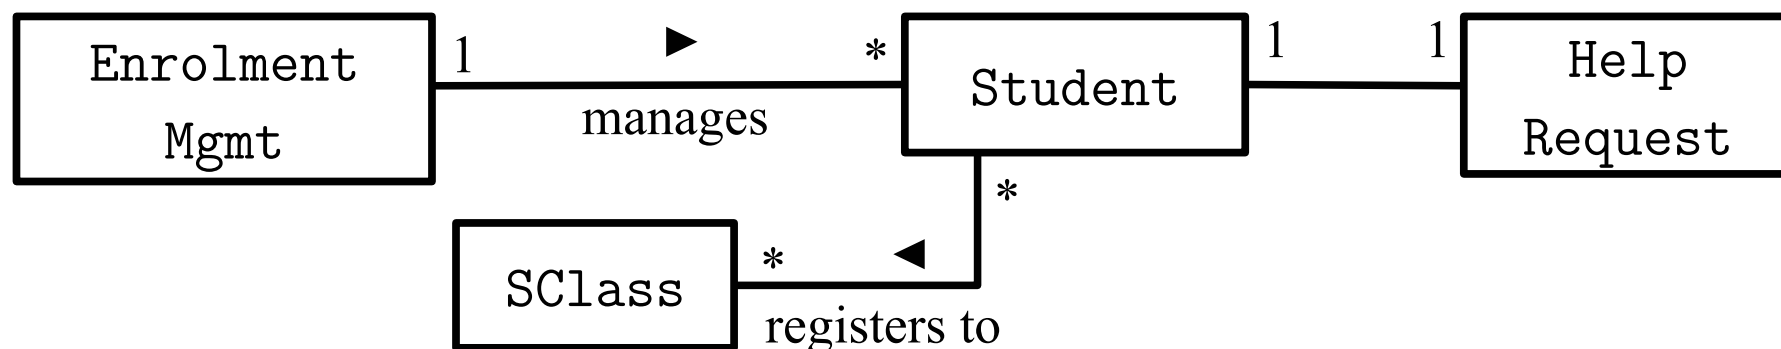 Enrolment
Mgmt
1
►
*
manages
Student
1
1
Help
Request
*
SClass
*
◄
registers to